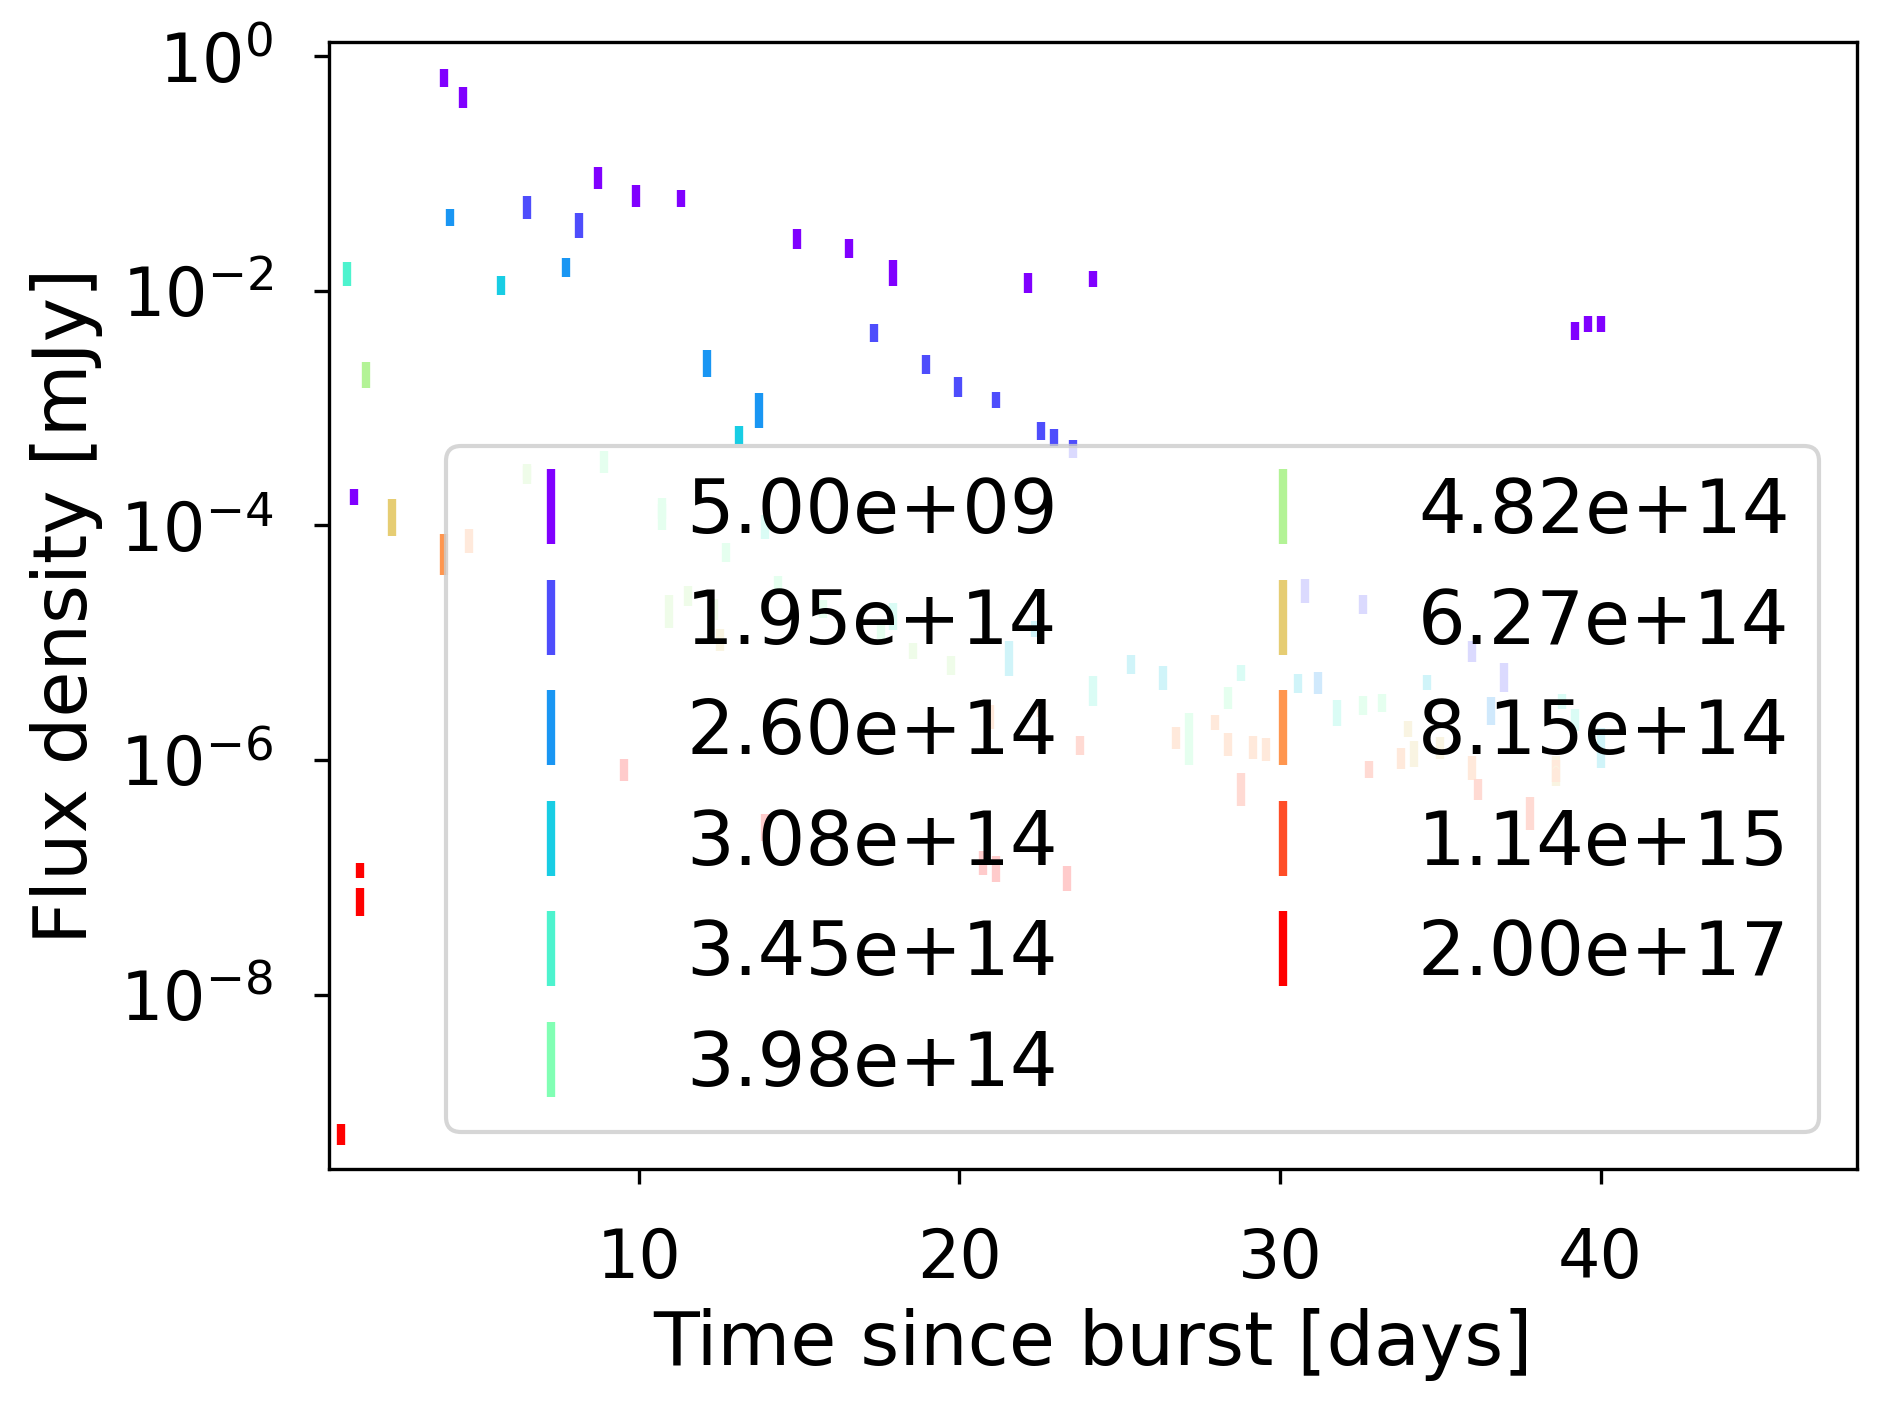 10⁰
10⁻²
10⁻⁴
10⁻⁶
10⁻⁸
Flux density [mJy]
5.00e+09
1.95e+14
2.60e+14
3.08e+14
3.45e+14
3.98e+14
4.82e+14
6.27e+14
8.15e+14
1.14e+15
2.00e+17
10 20 30 40
Time since burst [days]